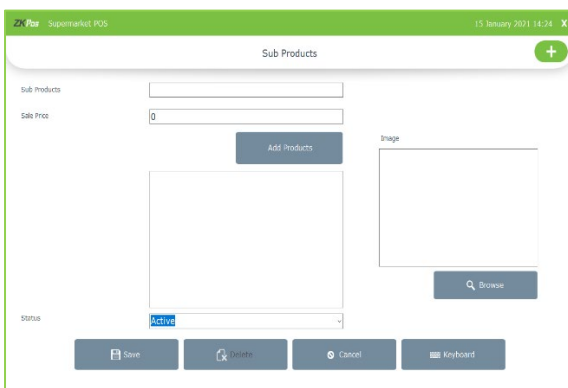 ZKPos Supermarket POS 15 January 2021 14:24 X
Sub Products
Sub Products
Sale Price 0
Add Products
Image
Browse
Status Active
Save Delete Cancel Keyboard